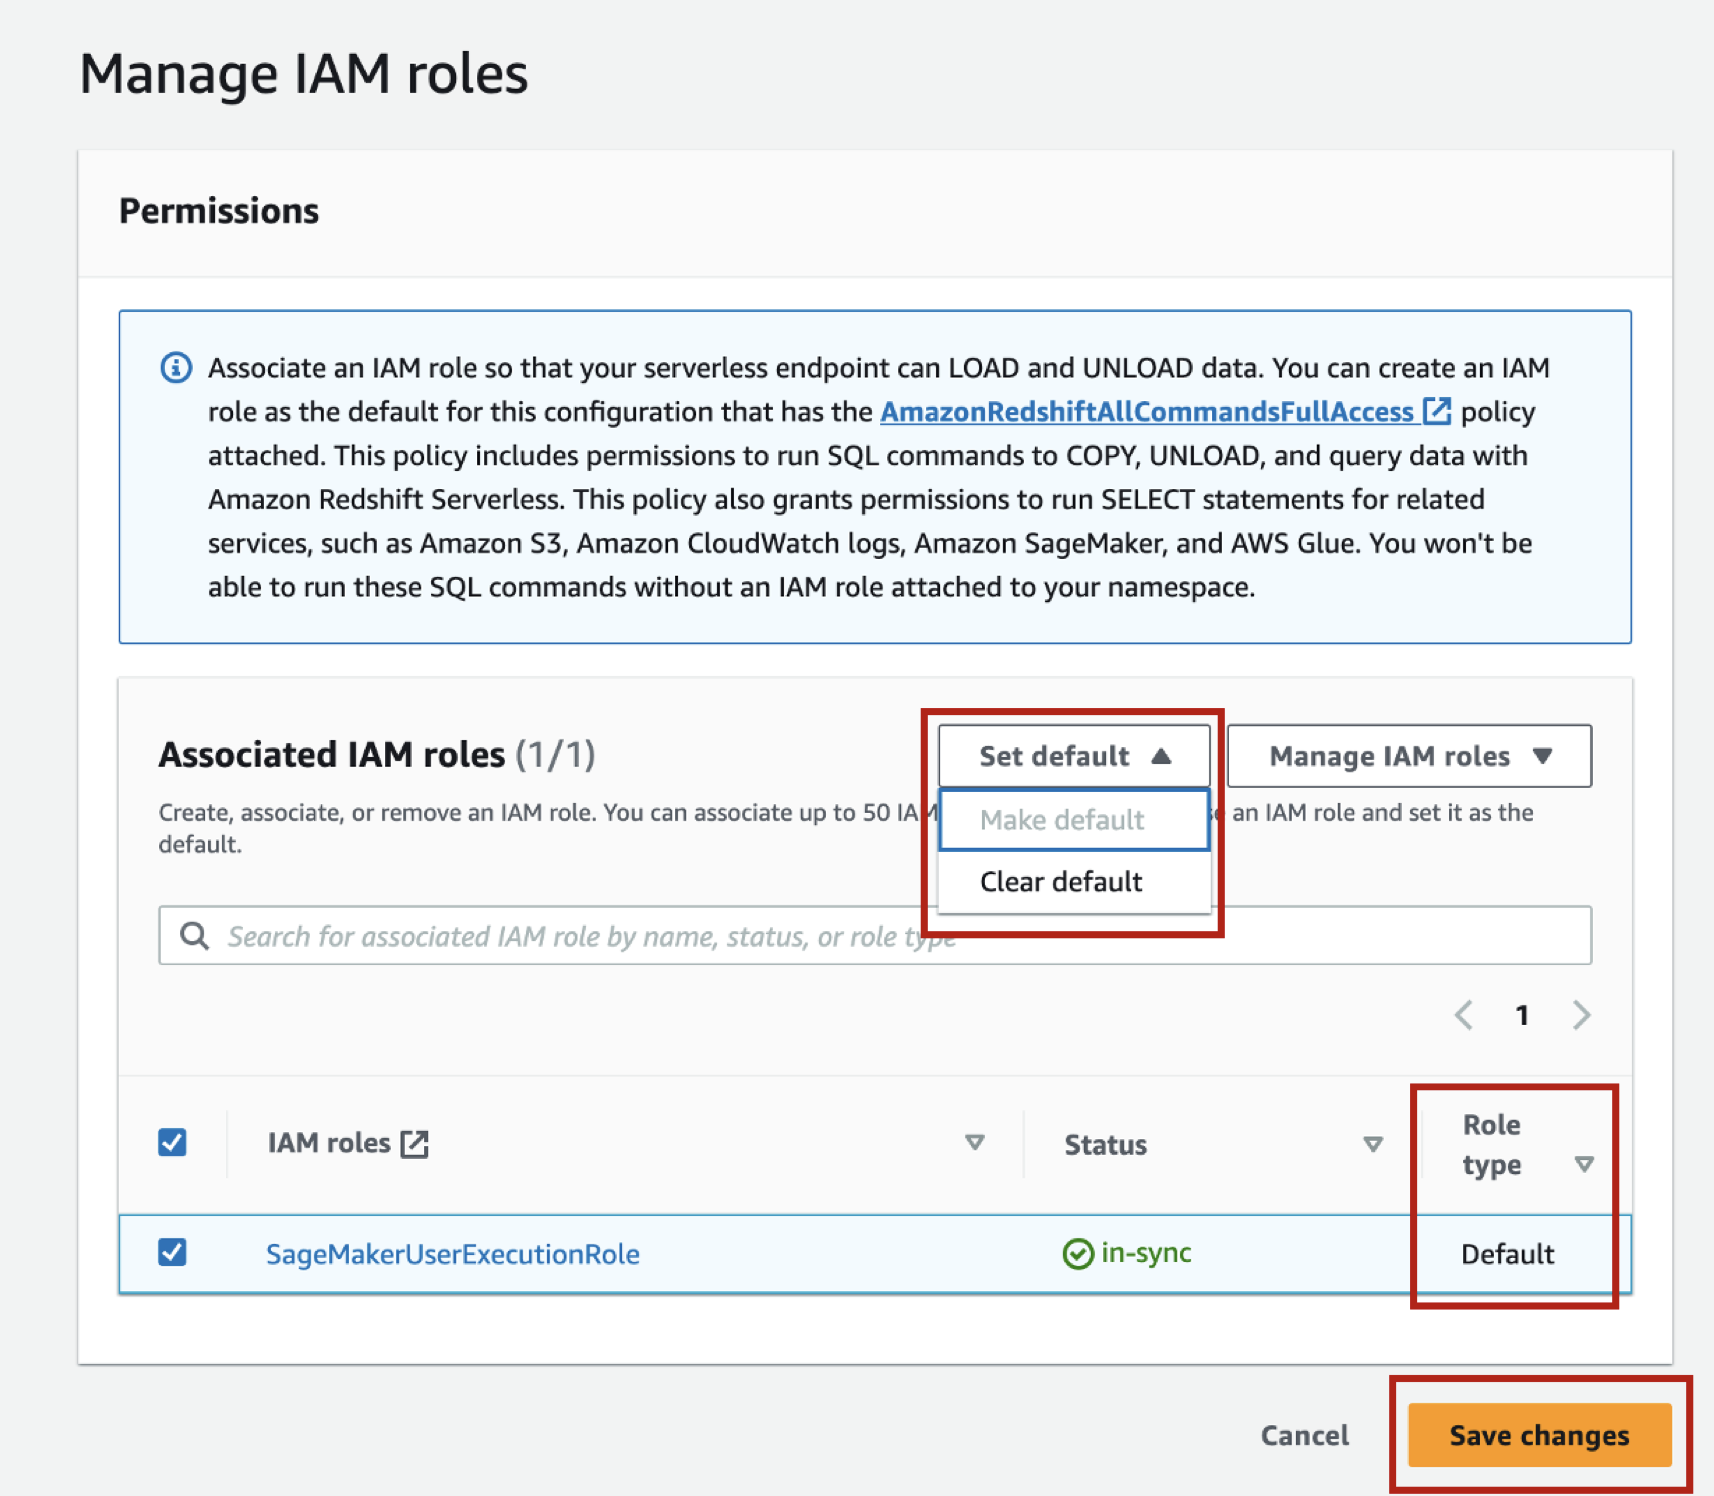 Manage IAM roles
Permissions
Associate an IAM role so that your serverless endpoint can LOAD and UNLOAD data. You can create an IAM
role as the default for this configuration that has the AmazonRedshiftAllCommandsFullAccess policy
attached. This policy includes permissions to run SQL commands to COPY, UNLOAD, and query data with
Amazon Redshift Serverless. This policy also grants permissions to run SELECT statements for related
services, such as Amazon S3, Amazon CloudWatch logs, Amazon SageMaker, and AWS Glue. You won't be
able to run these SQL commands without an IAM role attached to your namespace.
Associated IAM roles (1/1)
Set default
Manage IAM roles
Make default
Clear default
Create, associate, or remove an IAM role. You can associate up to 50 IAM an IAM role and set it as the
default.
Search for associated IAM role by name, status, or role type
1
IAM roles
Status
Role
type
SageMakerUserExecutionRole
in-sync
Default
Cancel
Save changes